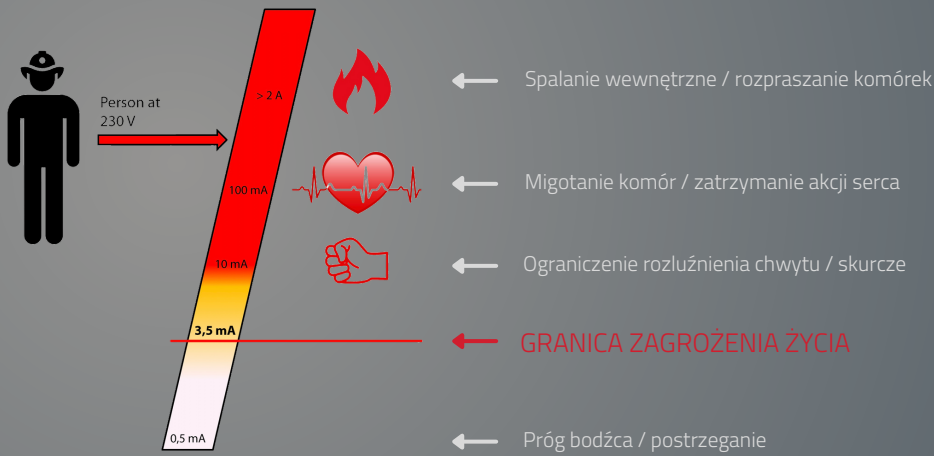 > 2 A
Spalanie wewnętrzne / rozpraszanie komórek
Person at
230 V
100 mA
Migotanie komór / zatrzymanie akcji serca
10 mA
Ograniczenie rozluźnienia chwytu / skurcze
3,5 mA
GRANICA ZAGROŻENIA ŻYCIA
0,5 mA
Próg bodźca / postrzeganie